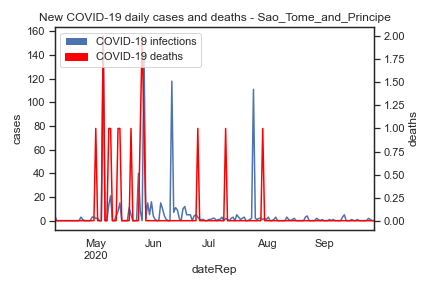 New COVID-19 daily cases and deaths - Sao_Tome_and_Principe
COVID-19 infections
COVID-19 deaths
160
140
120
100
80
60
40
20
0
cases
2.00
1.75
1.50
1.25
1.00
0.75
0.50
0.25
0.00
deaths
May
2020
Jun
Jul
Aug
Sep
dateRep